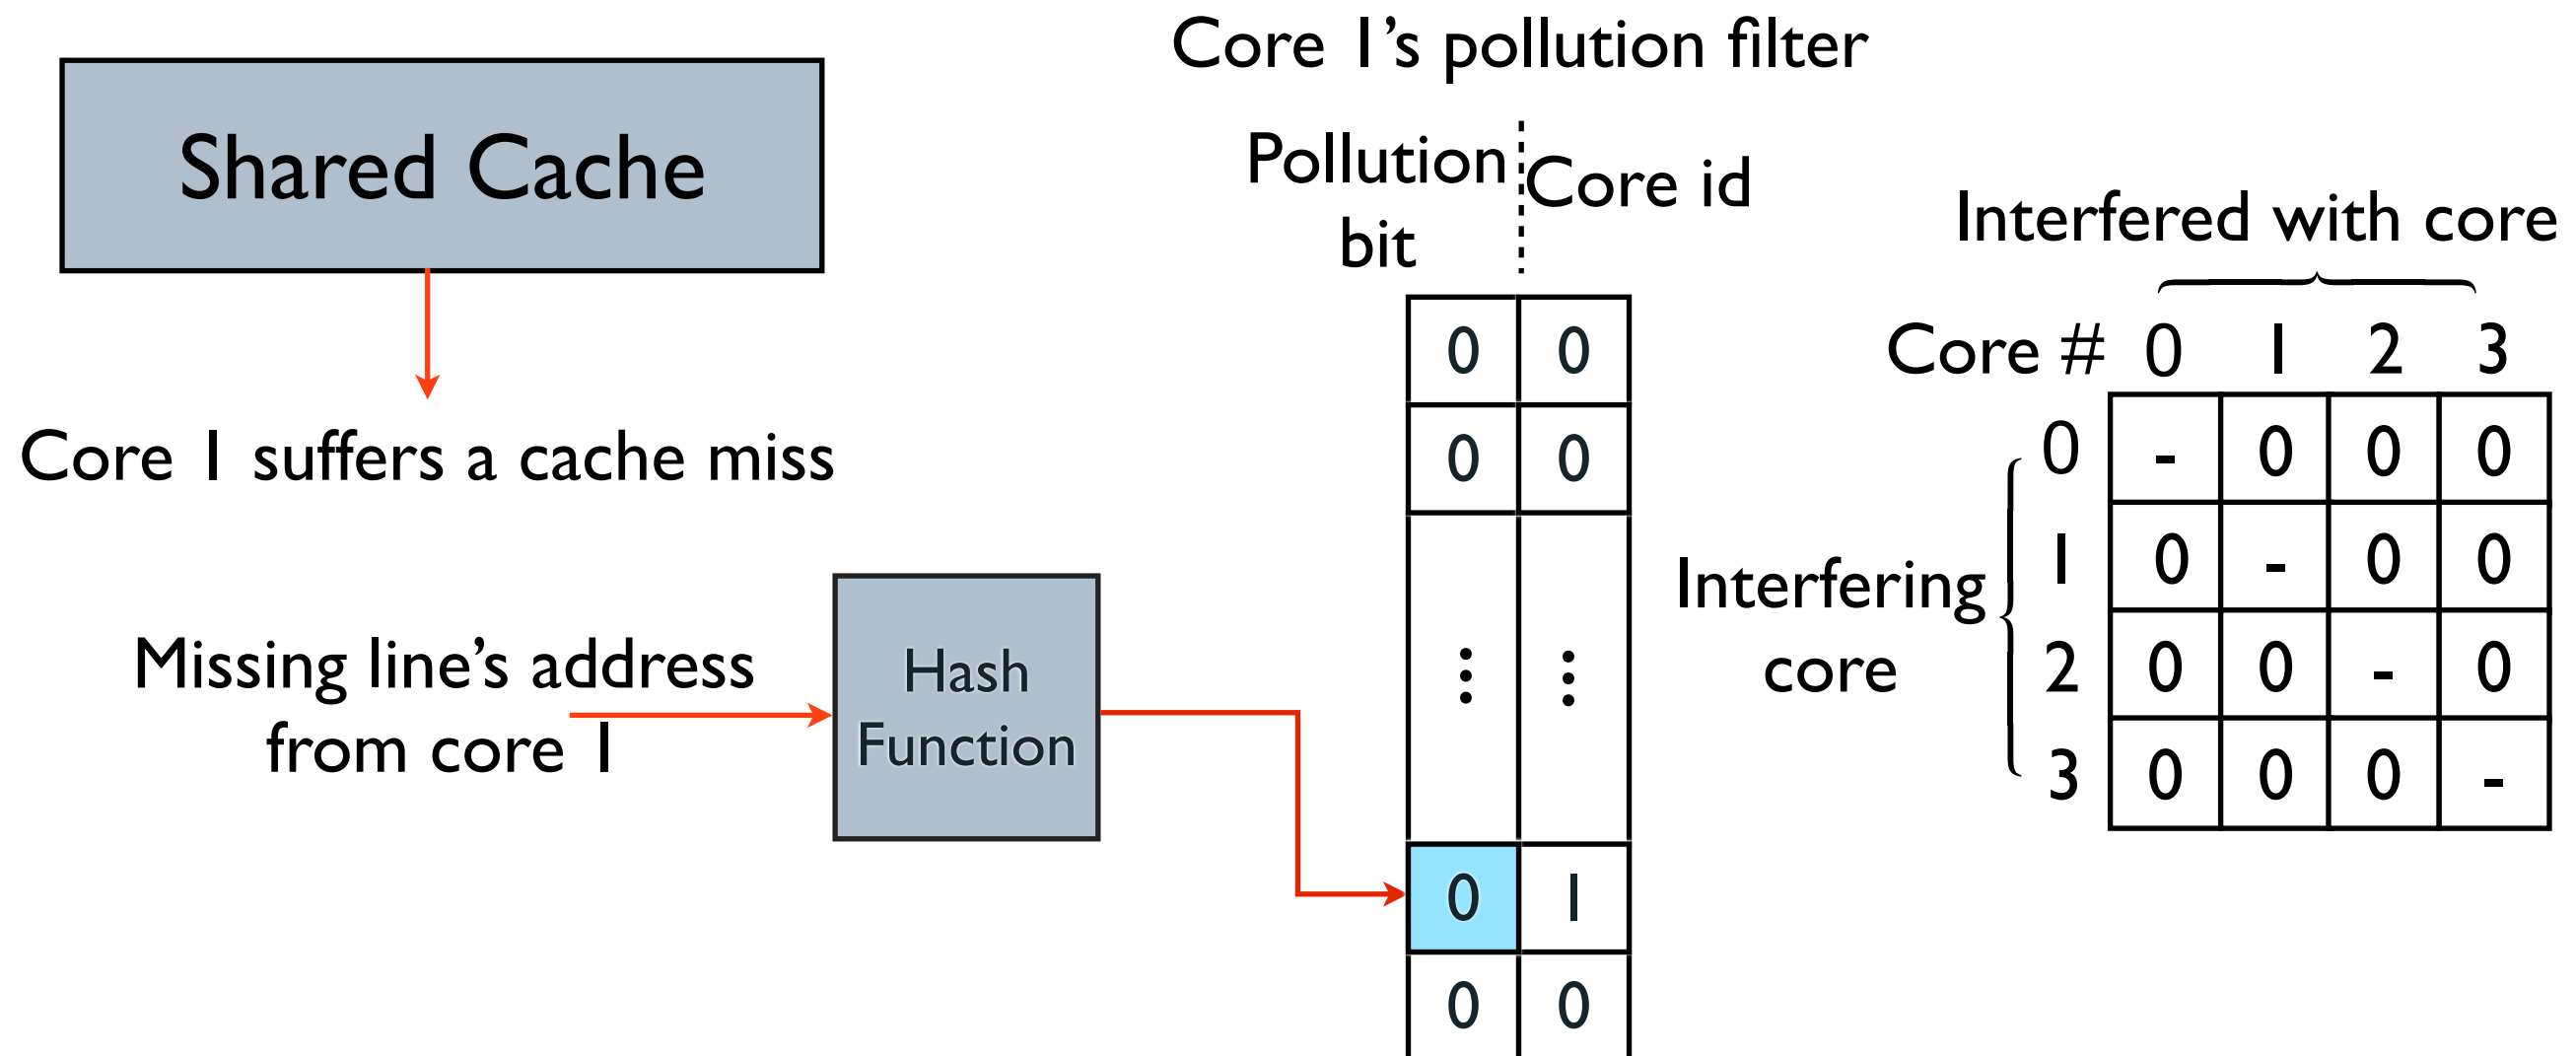 Core 1's pollution filter
Shared Cache
Pollution
bit
Core id
Interfered with core
Core # 0 1 2 3
0 0
0 0
⋮ ⋮
0 1
0 0
Core 1 suffers a cache miss
Missing line's address
from core 1
Hash
Function
Interfering
core
0 - 0 0 0
1 0 - 0 0
2 0 0 - 0
3 0 0 0 -